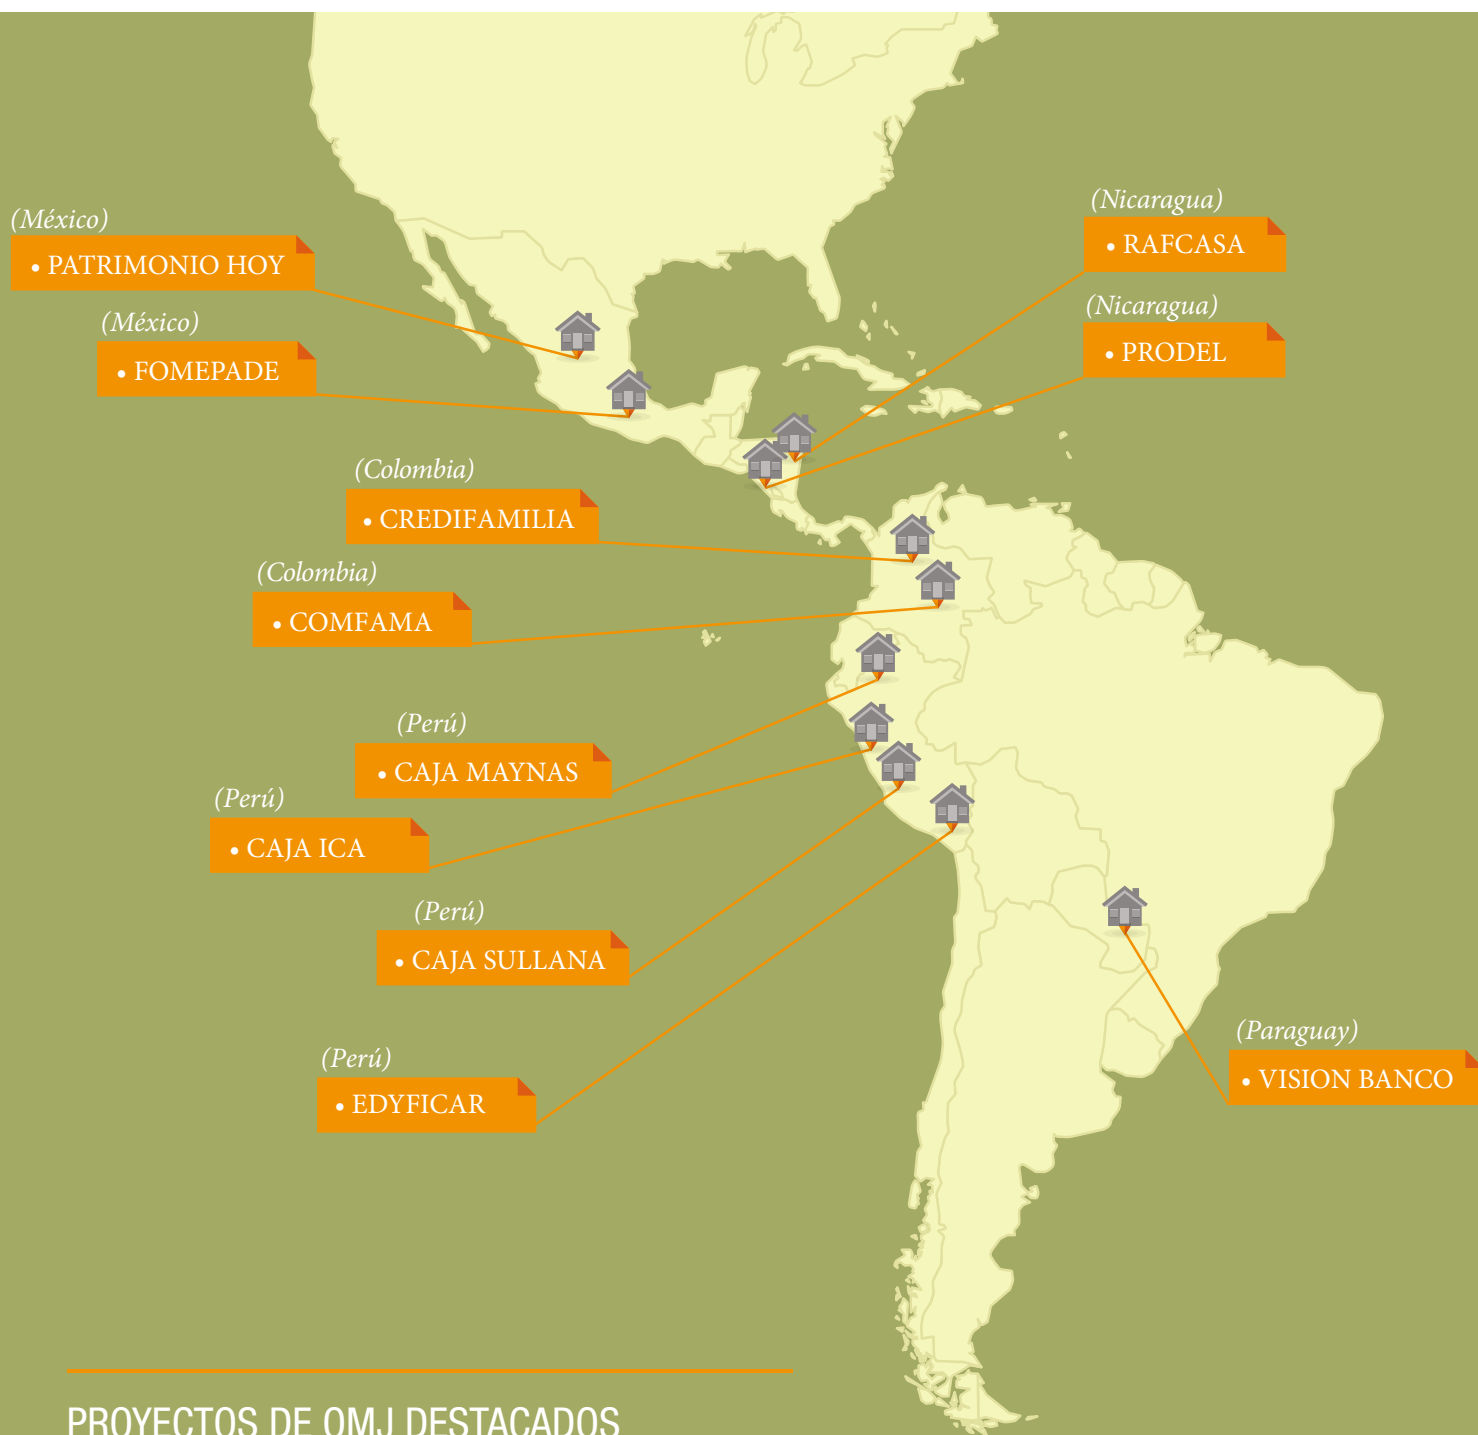 (México)
• PATRIMONIO HOY
(México)
• FOMEPADE
(Nicaragua)
• RAFCASA
(Nicaragua)
• PRODEL
(Colombia)
• CREDIFAMILIA
(Colombia)
• COMFAMA
(Perú)
• CAJA MAYNAS
(Perú)
• CAJA ICA
(Perú)
• CAJA SULLANA
(Perú)
• EDYFICAR
(Paraguay)
• VISION BANCO
PROYECTOS DE OMJ DESTACADOS